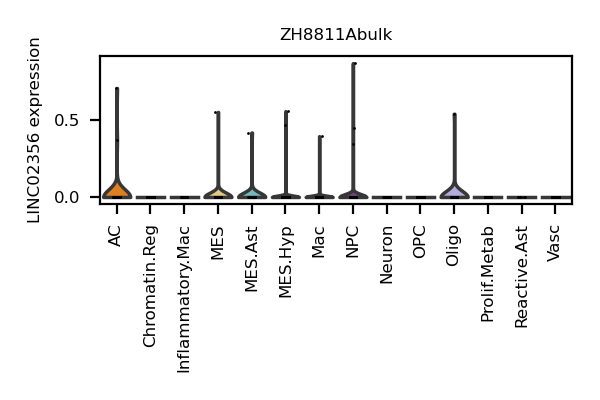 ZH8811Abulk
LINC02356 expression
0.5
0.0
AC
Chromatin.Reg
Inflammatory.Mac
MES
MES.Ast
MES.Hyp
Mac
NPC
Neuron
OPC
Oligo
Prolif.Metab
Reactive.Ast
Vasc